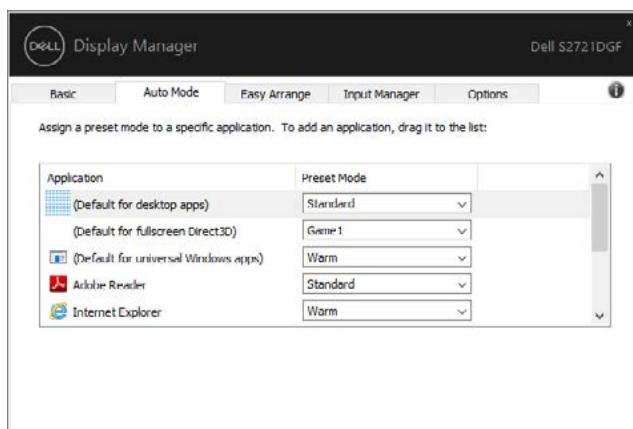 DELL Display Manager
Dell S2721DGF
Basic Auto Mode Easy Arrange Input Manager Options
Assign a preset mode to a specific application. To add an application, drag it to the list:
Application Preset Mode
(Default for desktop apps) Standard
(Default for fullscreen Direct3D) Game1
(Default for universal Windows apps) Warm
Adobe Reader Standard
Internet Explorer Warm